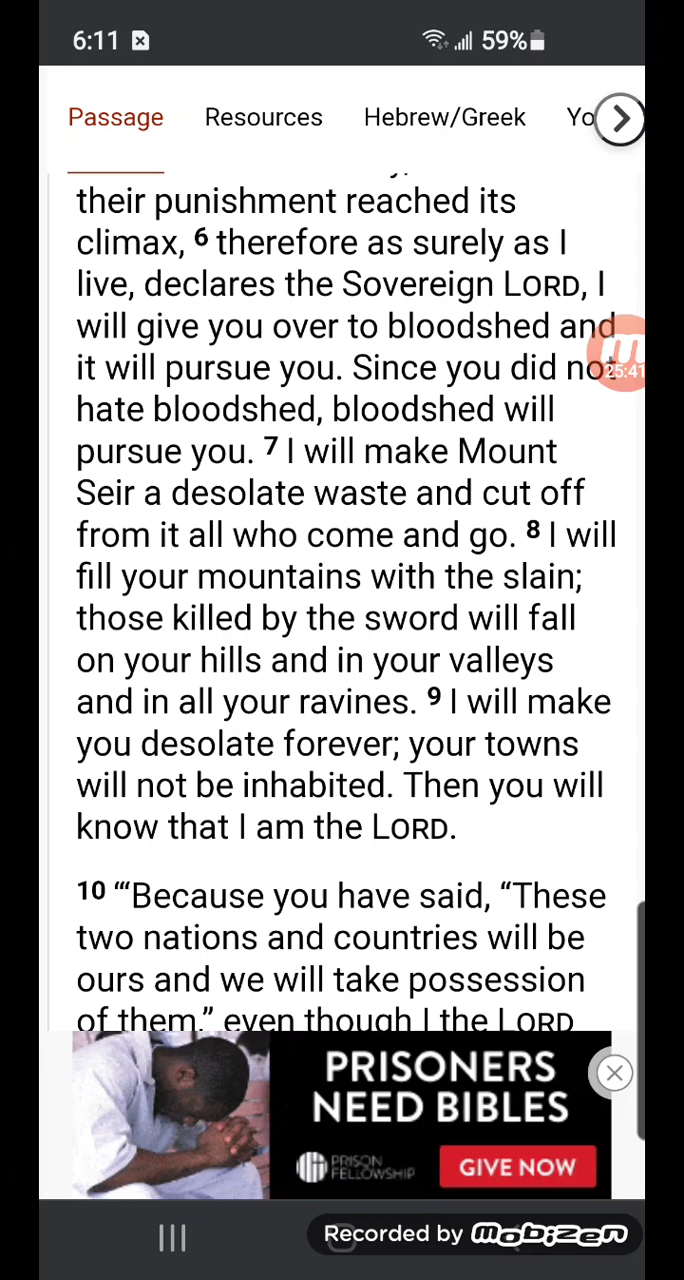 6:11 59%
Passage Resources Hebrew/Greek Yo
their punishment reached its
climax, 6 therefore as surely as I
live, declares the Sovereign LORD, I
will give you over to bloodshed and
it will pursue you. Since you did not
25:41
hate bloodshed, bloodshed will
pursue you. 7 I will make Mount
Seir a desolate waste and cut off
from it all who come and go. 8 I will
fill your mountains with the slain;
those killed by the sword will fall
on your hills and in your valleys
and in all your ravines. 9 I will make
you desolate forever; your towns
will not be inhabited. Then you will
know that I am the LORD.
10 “‘Because you have said, “These
two nations and countries will be
ours and we will take possession
of them,” even though I the LORD
PRISONERS
NEED BIBLES
PRISON
FELLOWSHIP
GIVE NOW
Recorded by mobizen